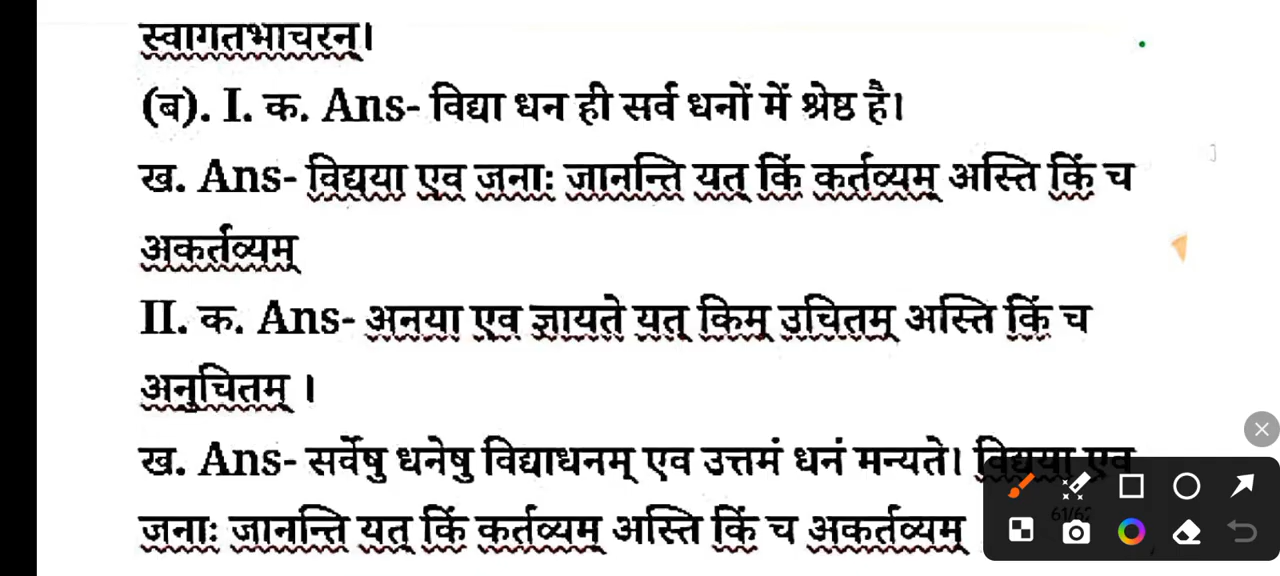 स्वागतभाचरन्।
(ब). I. क. Ans- विद्या धन ही सर्व धनों में श्रेष्ठ है।
ख. Ans- विद्यया एव जनाः जानन्ति यत् किं कर्तव्यम् अस्ति किं च
अकर्तव्यम्
II. क. Ans- अनया एव ज्ञायते यत् किम् उचितम् अस्ति किं च
अनुचितम् ।
ख. Ans- सर्वेषु धनेषु विद्याधनम् एव उत्तमं धनं मन्यते। विद्यया एव
जनाः जानन्ति यत् किं कर्तव्यम् अस्ति किं च अकर्तव्यम्